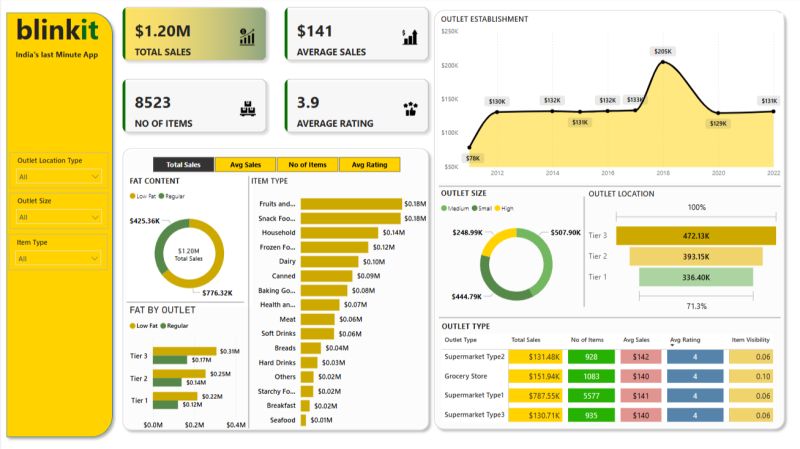 blinkit
India's last Minute App
Outlet Location Type
All
Outlet Size
All
Item Type
All
$1.20M
TOTAL SALES
$141
AVERAGE SALES
8523
NO OF ITEMS
3.9
AVERAGE RATING
Total Sales
Avg Sales
No of Items
Avg Rating
FAT CONTENT
Low Fat Regular
$425.36K
$1.20M
Total Sales
$776.32K
FAT BY OUTLET
Low Fat Regular
Tier 3 $0.31M
$0.17M
Tier 2 $0.25M
$0.14M
Tier 1 $0.22M
$0.12M
$0.0M $0.2M $0.4M
ITEM TYPE
Fruits and... $0.18M
Snack Foo... $0.18M
Household $0.14M
Frozen Fo... $0.12M
Dairy $0.10M
Canned $0.09M
Baking Go... $0.08M
Health an... $0.07M
Meat $0.06M
Soft Drinks $0.06M
Breads $0.04M
Hard Drinks $0.03M
Others $0.02M
Starchy Fo... $0.02M
Breakfast $0.02M
Seafood $0.01M
OUTLET ESTABLISHMENT
$250K
$200K
$150K
$100K
$50K
$78K
$130K
$132K
$131K
$132K
$133K
$205K
$129K
$131K
2012 2014 2016 2018 2020 2022
OUTLET SIZE
Medium Small High
$248.99K
$507.90K
$444.79K
OUTLET LOCATION
100%
Tier 3 472.13K
Tier 2 393.15K
Tier 1 336.40K
71.3%
OUTLET TYPE
Outlet Type Total Sales No of Items Avg Sales Avg Rating Item Visibility
Supermarket Type2 $131.48K 928 $142 4 0.06
Grocery Store $151.94K 1083 $140 4 0.10
Supermarket Type1 $787.55K 5577 $141 4 0.06
Supermarket Type3 $130.71K 935 $140 4 0.06